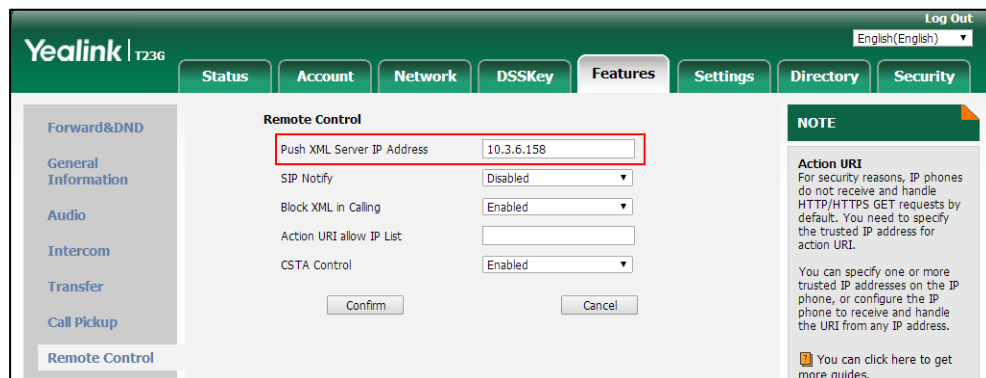 Log Out
Yealink | T23G
English(English)
Status Account Network DSSKey Features Settings Directory Security
Forward&DND
General
Information
Audio
Intercom
Transfer
Call Pickup
Remote Control
Remote Control
Push XML Server IP Address 10.3.6.158
SIP Notify Disabled
Block XML in Calling Enabled
Action URI allow IP List
CSTA Control Enabled
Confirm Cancel
NOTE
Action URI
For security reasons, IP phones
do not receive and handle
HTTP/HTTPS GET requests by
default. You need to specify
the trusted IP address for
action URI.
You can specify one or more
trusted IP addresses on the IP
phone, or configure the IP
phone to receive and handle
the URI from any IP address.
You can click here to get
more guides.